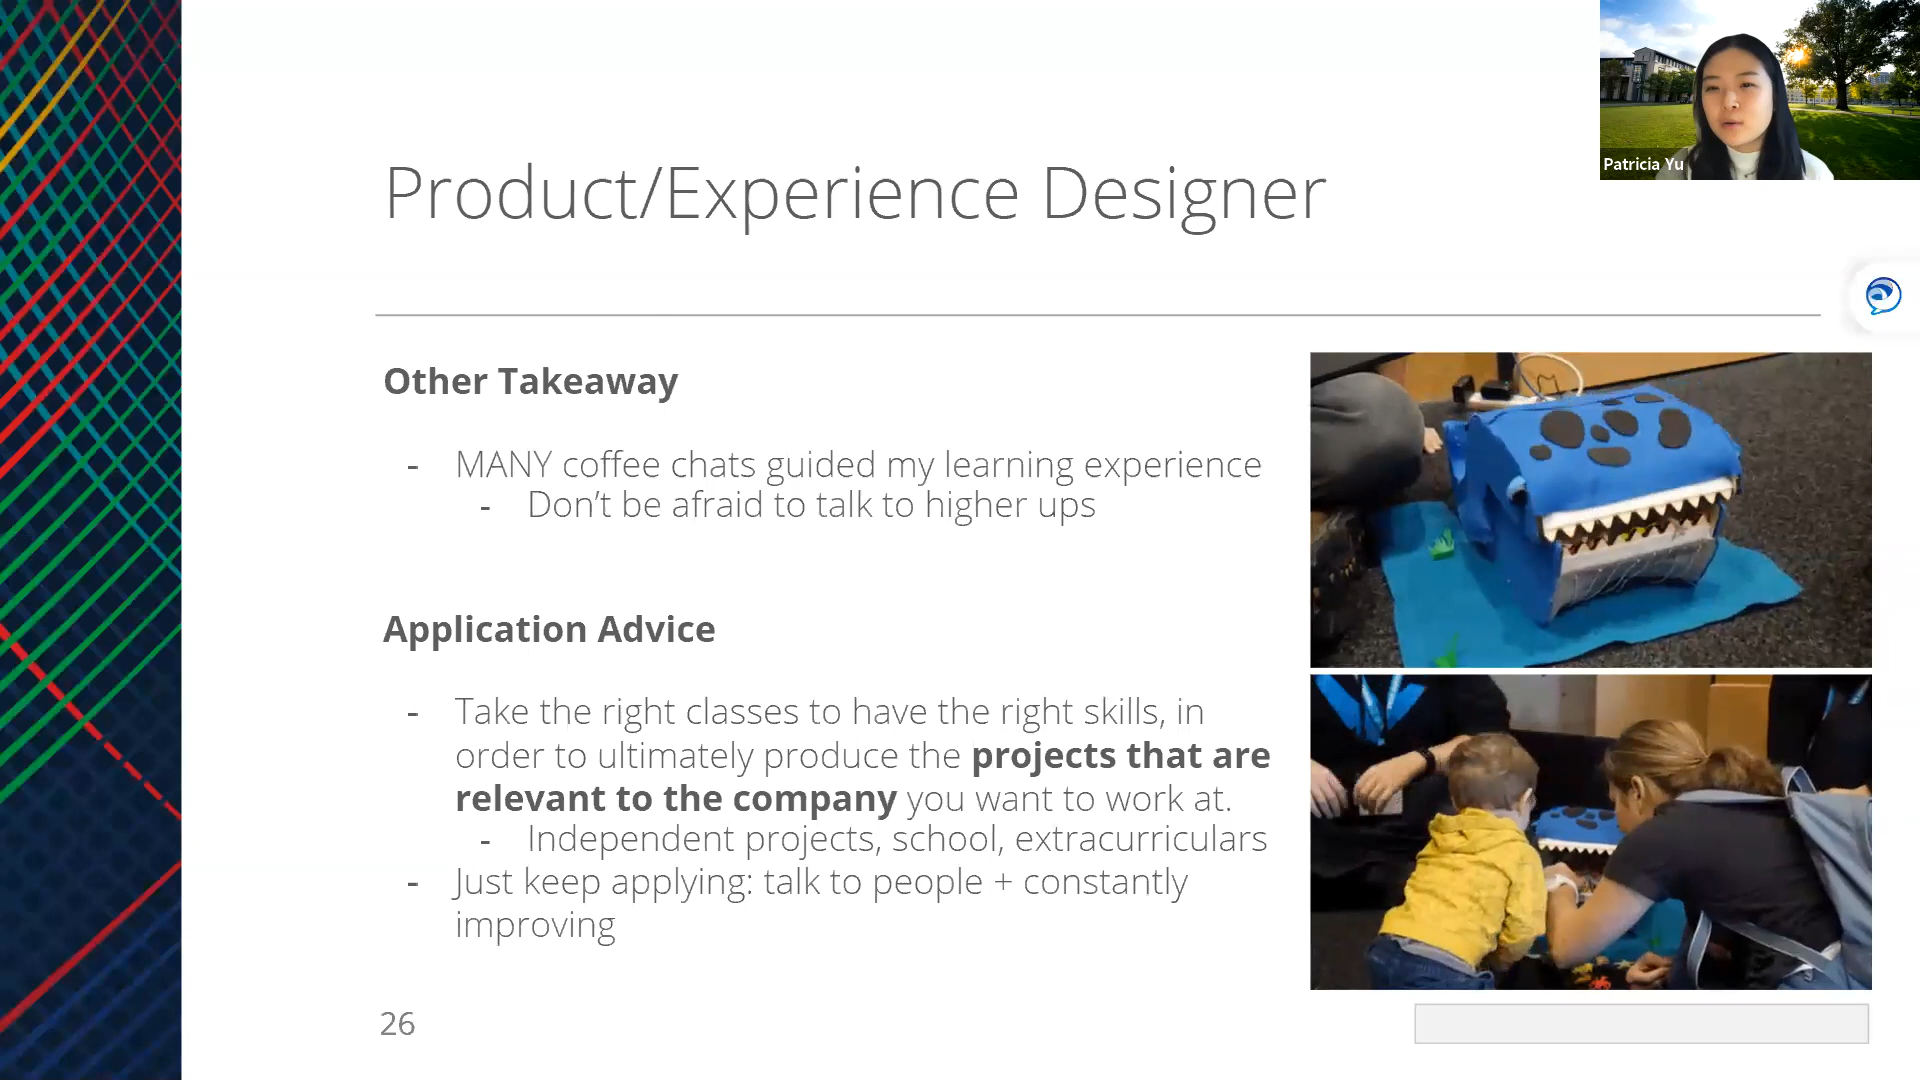 Product/Experience Designer
Patricia Yu
Other Takeaway
- MANY coffee chats guided my learning experience
- Don’t be afraid to talk to higher ups
Application Advice
- Take the right classes to have the right skills, in
order to ultimately produce the projects that are
relevant to the company you want to work at.
- Independent projects, school, extracurriculars
- Just keep applying: talk to people + constantly
improving
26